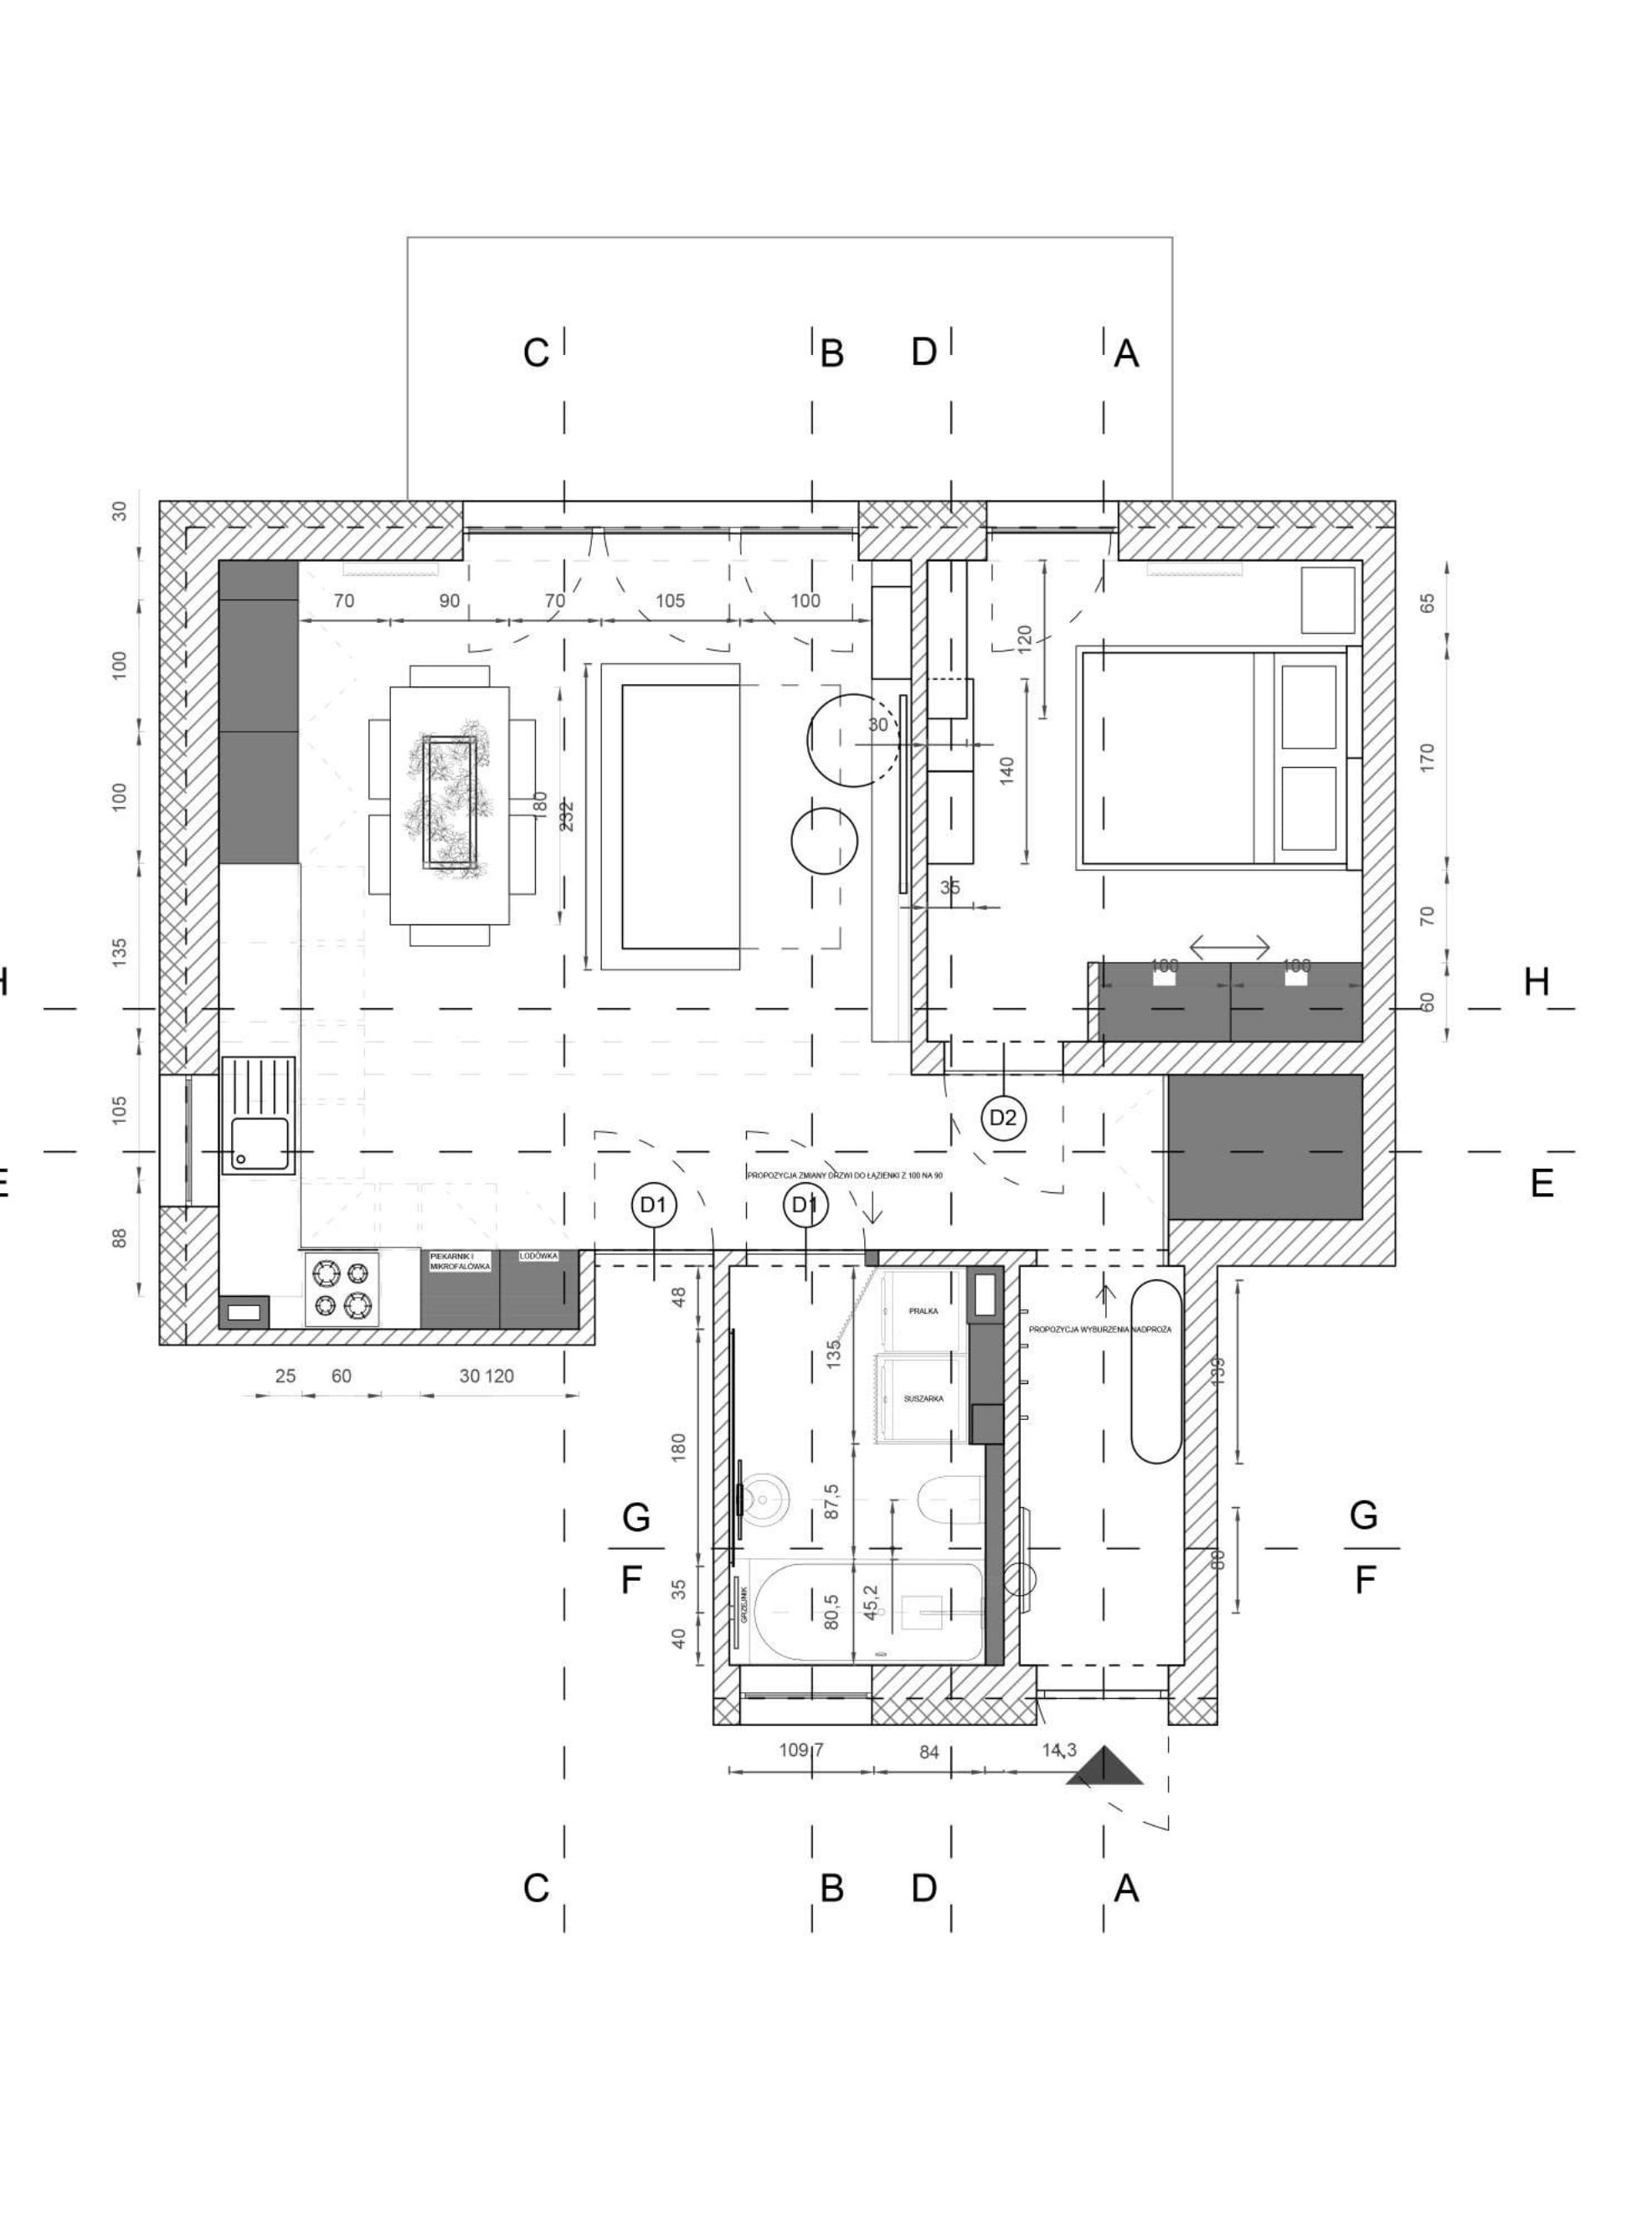 C B D A
30
70 90 70 105 100
65
100
120
30
180
232
140
170
100
35
70
135
100 100
H H
60
105
D2
PROPOZYCJA ZMIANY DRZWI DO ŁAZIENKI Z 100 NA 90
E E
D1 D1
88
PIEKARNIK I
MIKROFALÓWKA
LODÓWKA
48
PRALKA
PROPOZYCJA WYBURZENIA NADPROŻA
135
139
25 60 30 120
SUSZARKA
180
87,5
G G
80
F F
35
GRZEJNIK
80,5
45,2
40
109,7 84 14,3
C B D A